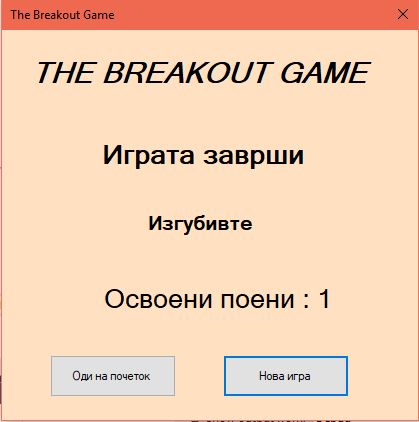 The Breakout Game
THE BREAKOUT GAME
Играта заврши
Изгубивте
Освоени поени : 1
Оди на почеток
Нова игра